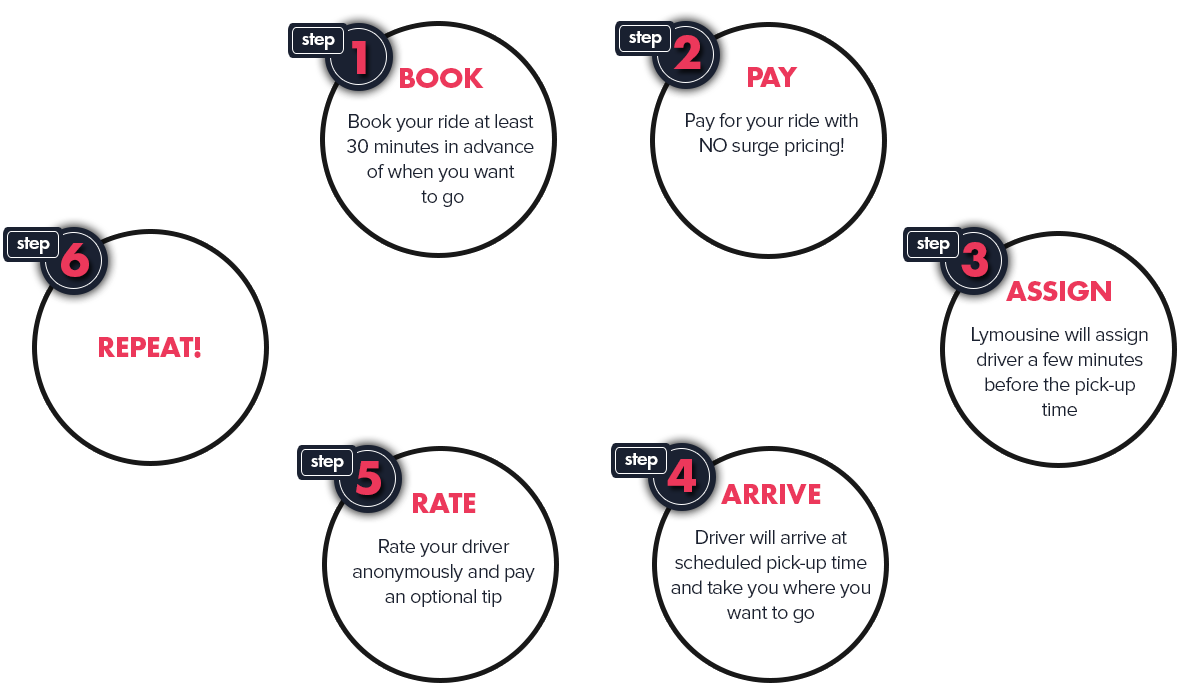 step 1
BOOK
Book your ride at least
30 minutes in advance
of when you want
to go
step 2
PAY
Pay for your ride with
NO surge pricing!
step 3
ASSIGN
Lymousine will assign
driver a few minutes
before the pick-up
time
step 4
ARRIVE
Driver will arrive at
scheduled pick-up time
and take you where you
want to go
step 5
RATE
Rate your driver
anonymously and pay
an optional tip
step 6
REPEAT!